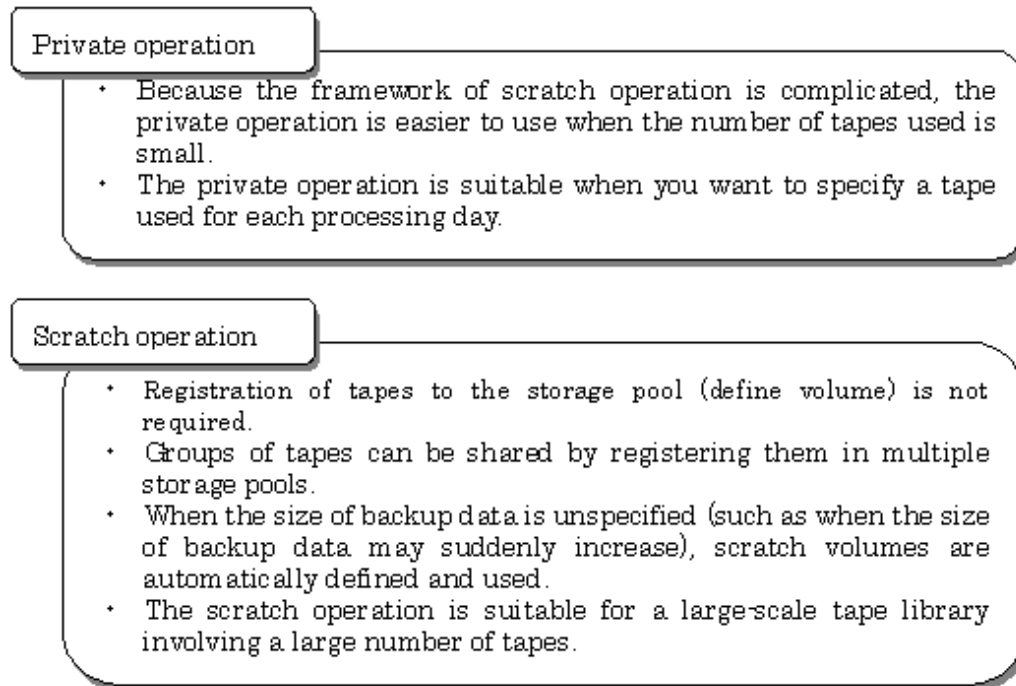 Private operation
・ Because the framework of scratch operation is complicated, the
private operation is easier to use when the number of tapes used is
small.
・ The private operation is suitable when you want to specify a tape
used for each processing day.
Scratch operation
・ Registration of tapes to the storage pool (define volume) is not
required.
・ Groups of tapes can be shared by registering them in multiple
storage pools.
・ When the size of backup data is unspecified (such as when the size
of backup data may suddenly increase), scratch volumes are
automatically defined and used.
・ The scratch operation is suitable for a large-scale tape library
involving a large number of tapes.